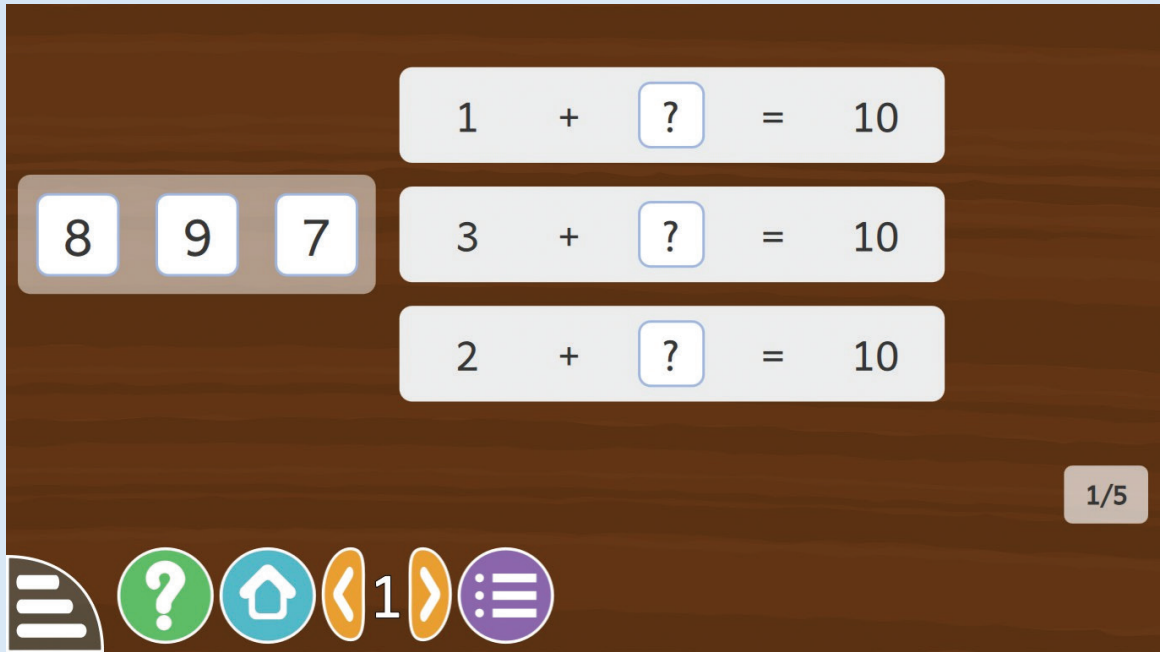 1 + ? = 10
8 9 7
3 + ? = 10
2 + ? = 10
1/5
? 1